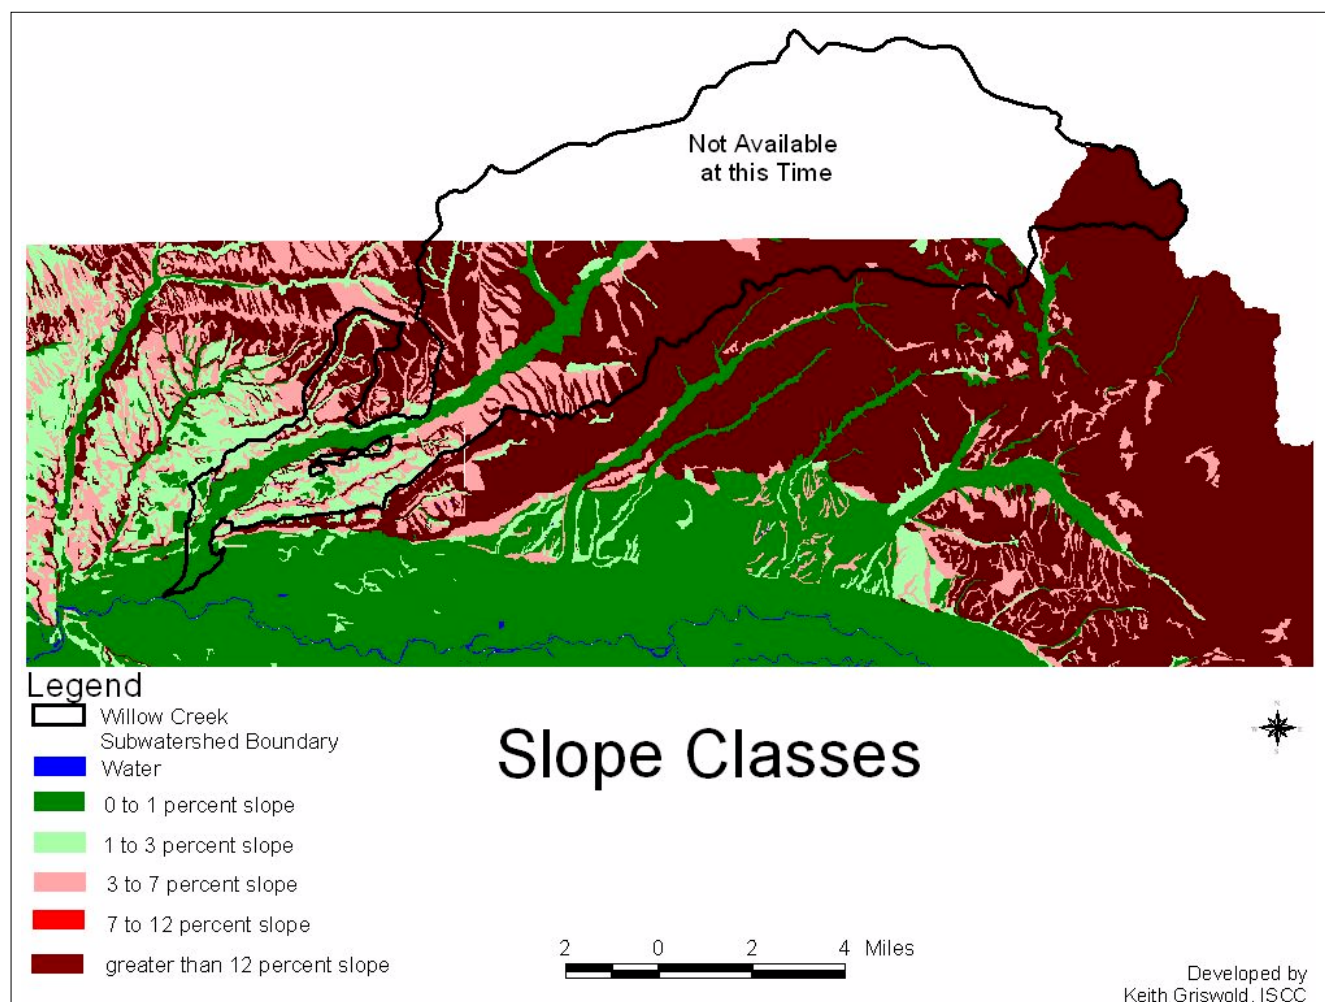 Not Available
at this Time
Legend
Willow Creek
Subwatershed Boundary
Water
0 to 1 percent slope
1 to 3 percent slope
3 to 7 percent slope
7 to 12 percent slope
greater than 12 percent slope
Slope Classes
N
W E
S
2 0 2 4 Miles
Developed by
Keith Griswold, ISCC